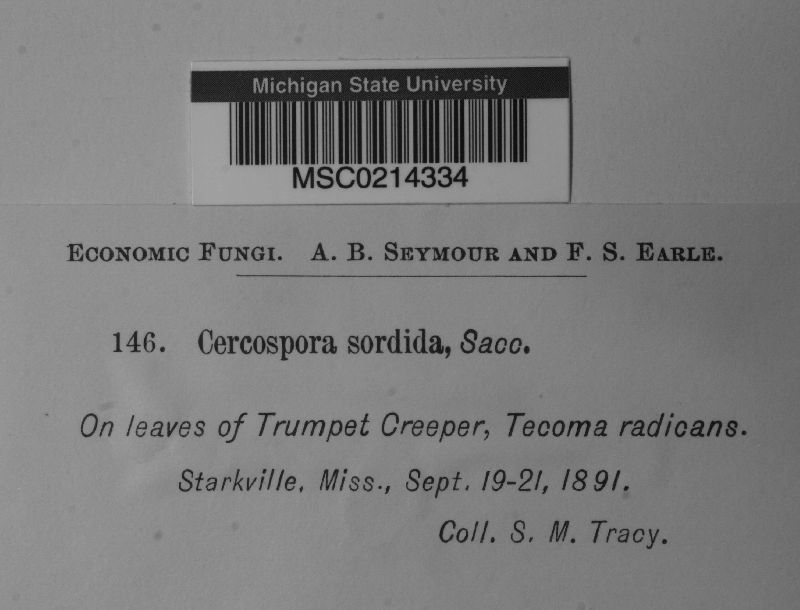 Michigan State University
MSC0214334
ECONOMIC FUNGI. A. B. SEYMOUR AND F. S. EARLE.
146. Cercospora sordida, Sacc.
On leaves of Trumpet Creeper, Tecoma radicans.
Starkville, Miss., Sept. 19-21, 1891.
Coll. S. M. Tracy.